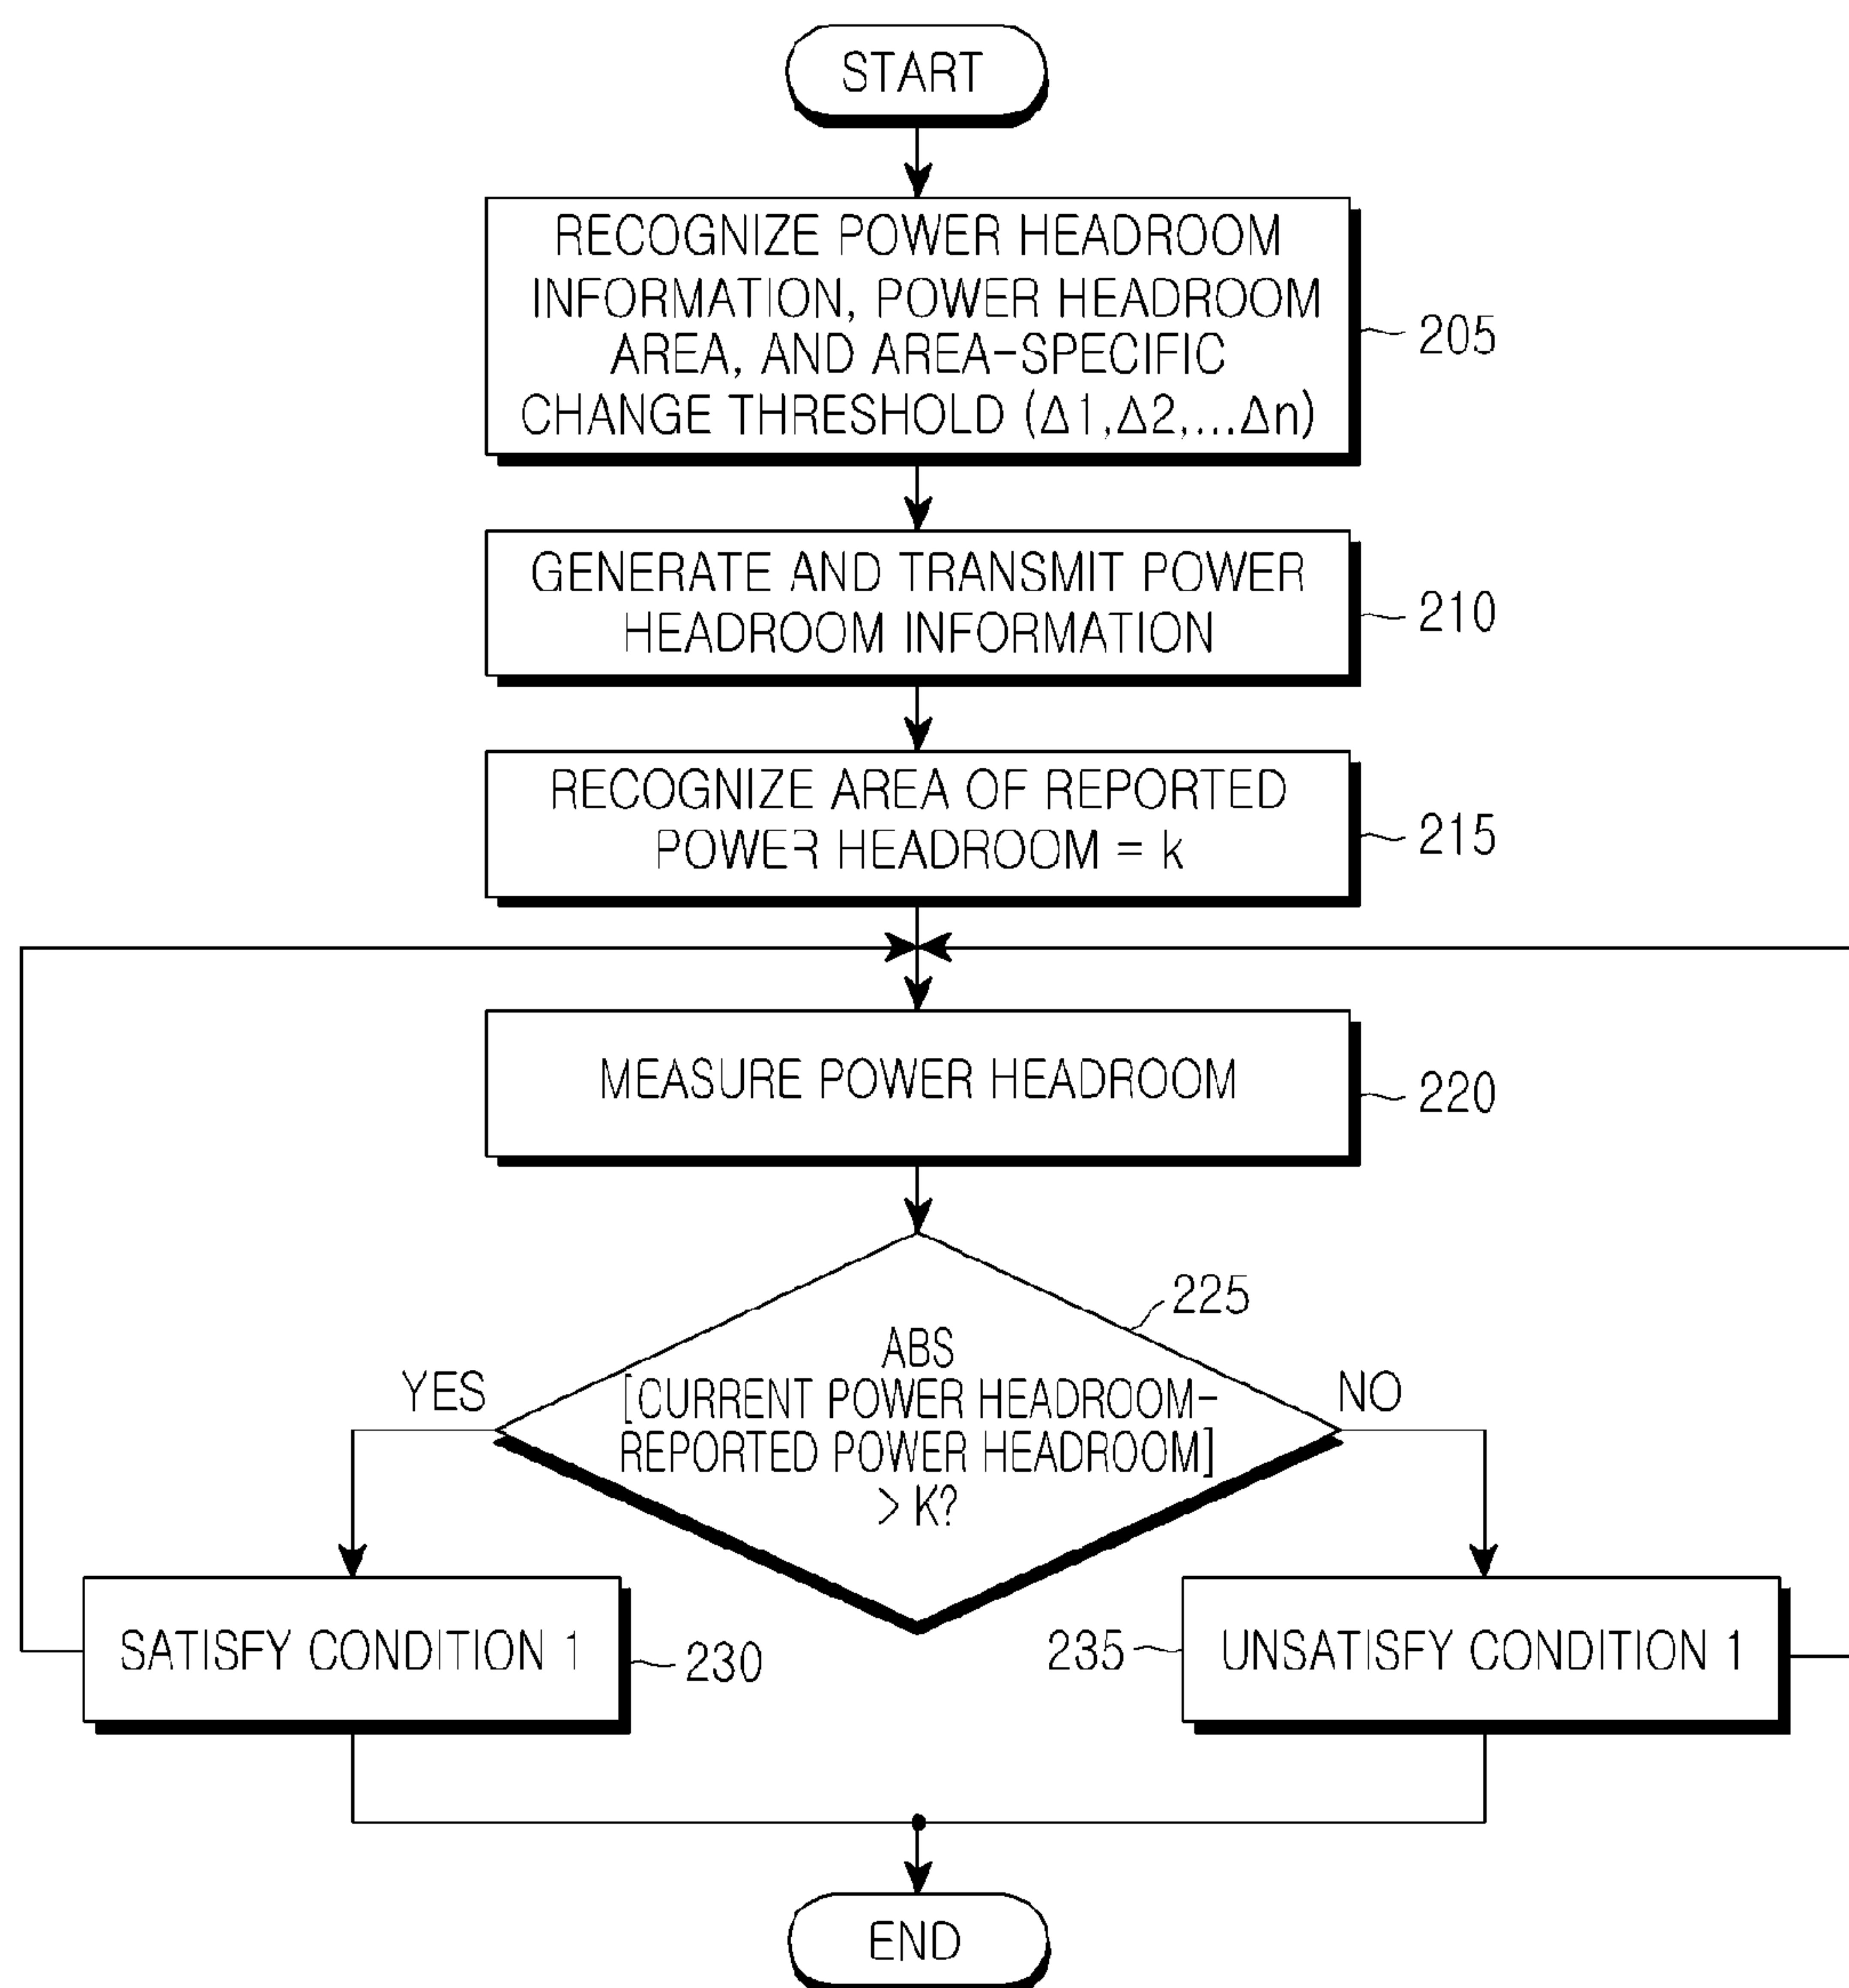 START
RECOGNIZE POWER HEADROOM
INFORMATION, POWER HEADROOM
AREA, AND AREA-SPECIFIC
CHANGE THRESHOLD (Δ1,Δ2,...Δn)
205
GENERATE AND TRANSMIT POWER
HEADROOM INFORMATION
210
RECOGNIZE AREA OF REPORTED
POWER HEADROOM = k
215
MEASURE POWER HEADROOM
220
225
ABS
[CURRENT POWER HEADROOM-
REPORTED POWER HEADROOM]
> K?
YES
NO
SATISFY CONDITION 1
230
235
UNSATISFY CONDITION 1
END